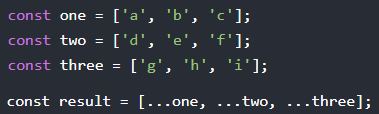 const one = ['a', 'b', 'c'];
const two = ['d', 'e', 'f'];
const three = ['g', 'h', 'i'];
const result = [...one, ...two, ...three];